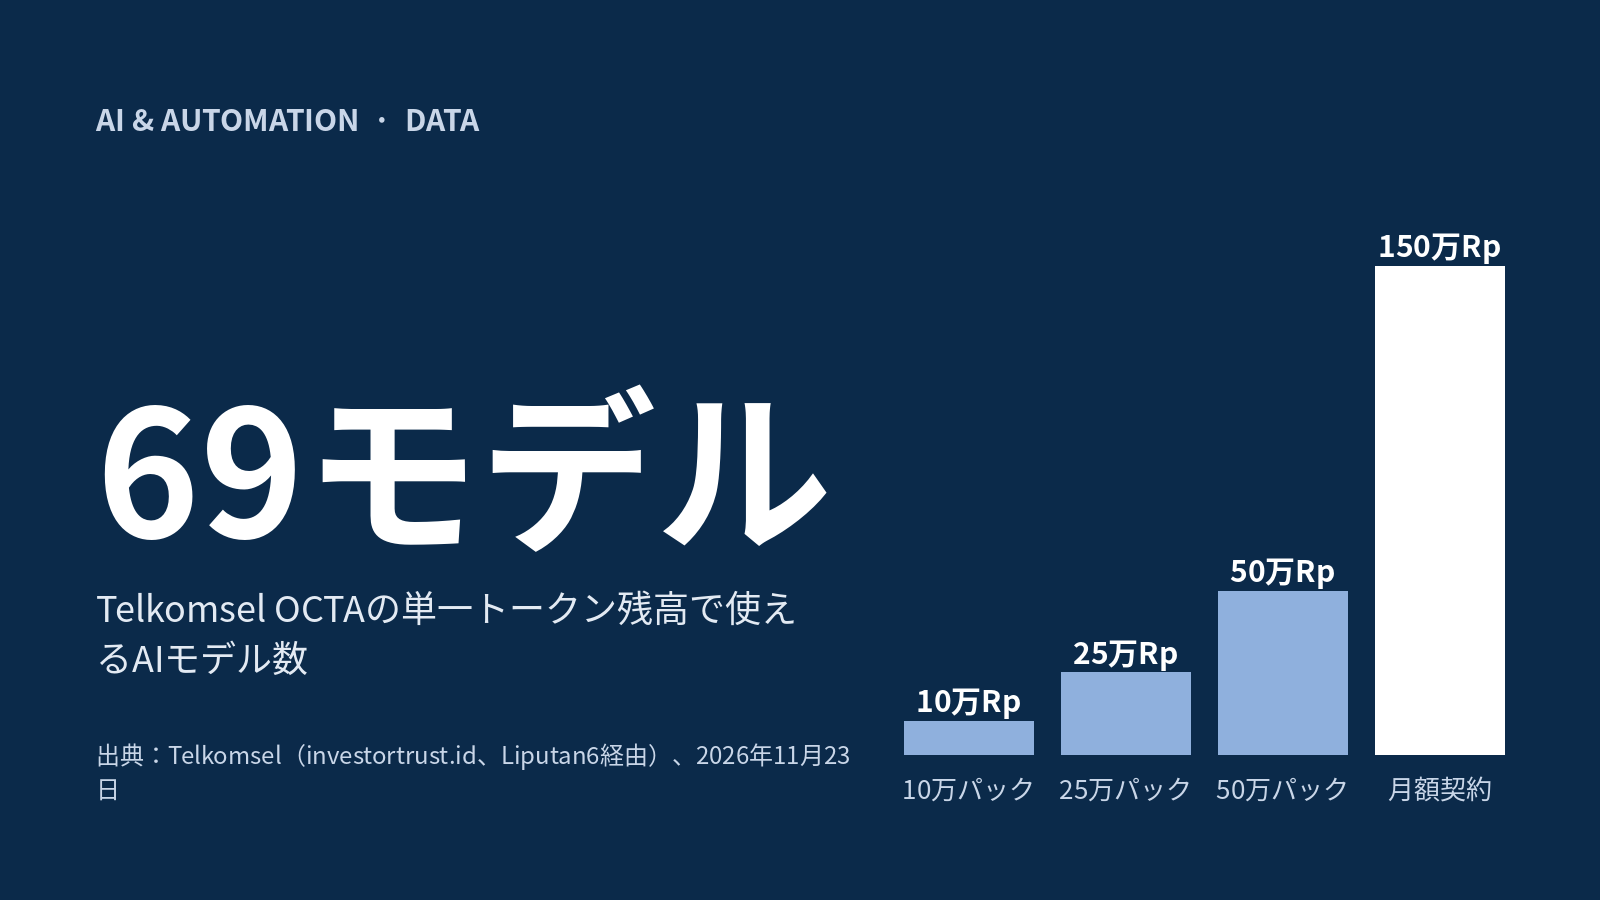 AI & AUTOMATION ・ DATA
69モデル
Telkomsel OCTAの単一トークン残高で使え
るAIモデル数
出典：Telkomsel（investortrust.id、Liputan6経由）、2026年11月23
日
10万Rp
25万Rp
50万Rp
150万Rp
10万パック
25万パック
50万パック
月額契約